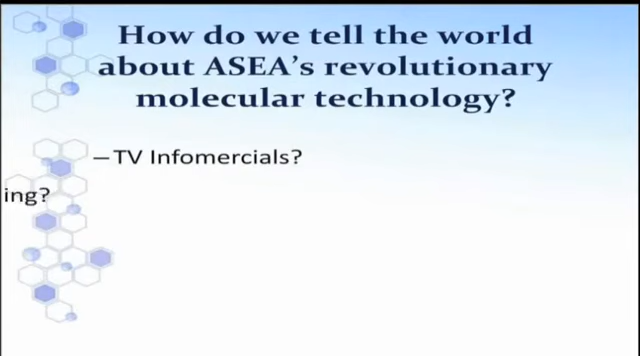 How do we tell the world
about ASEA's revolutionary
molecular technology?
—TV Infomercials?
ing?